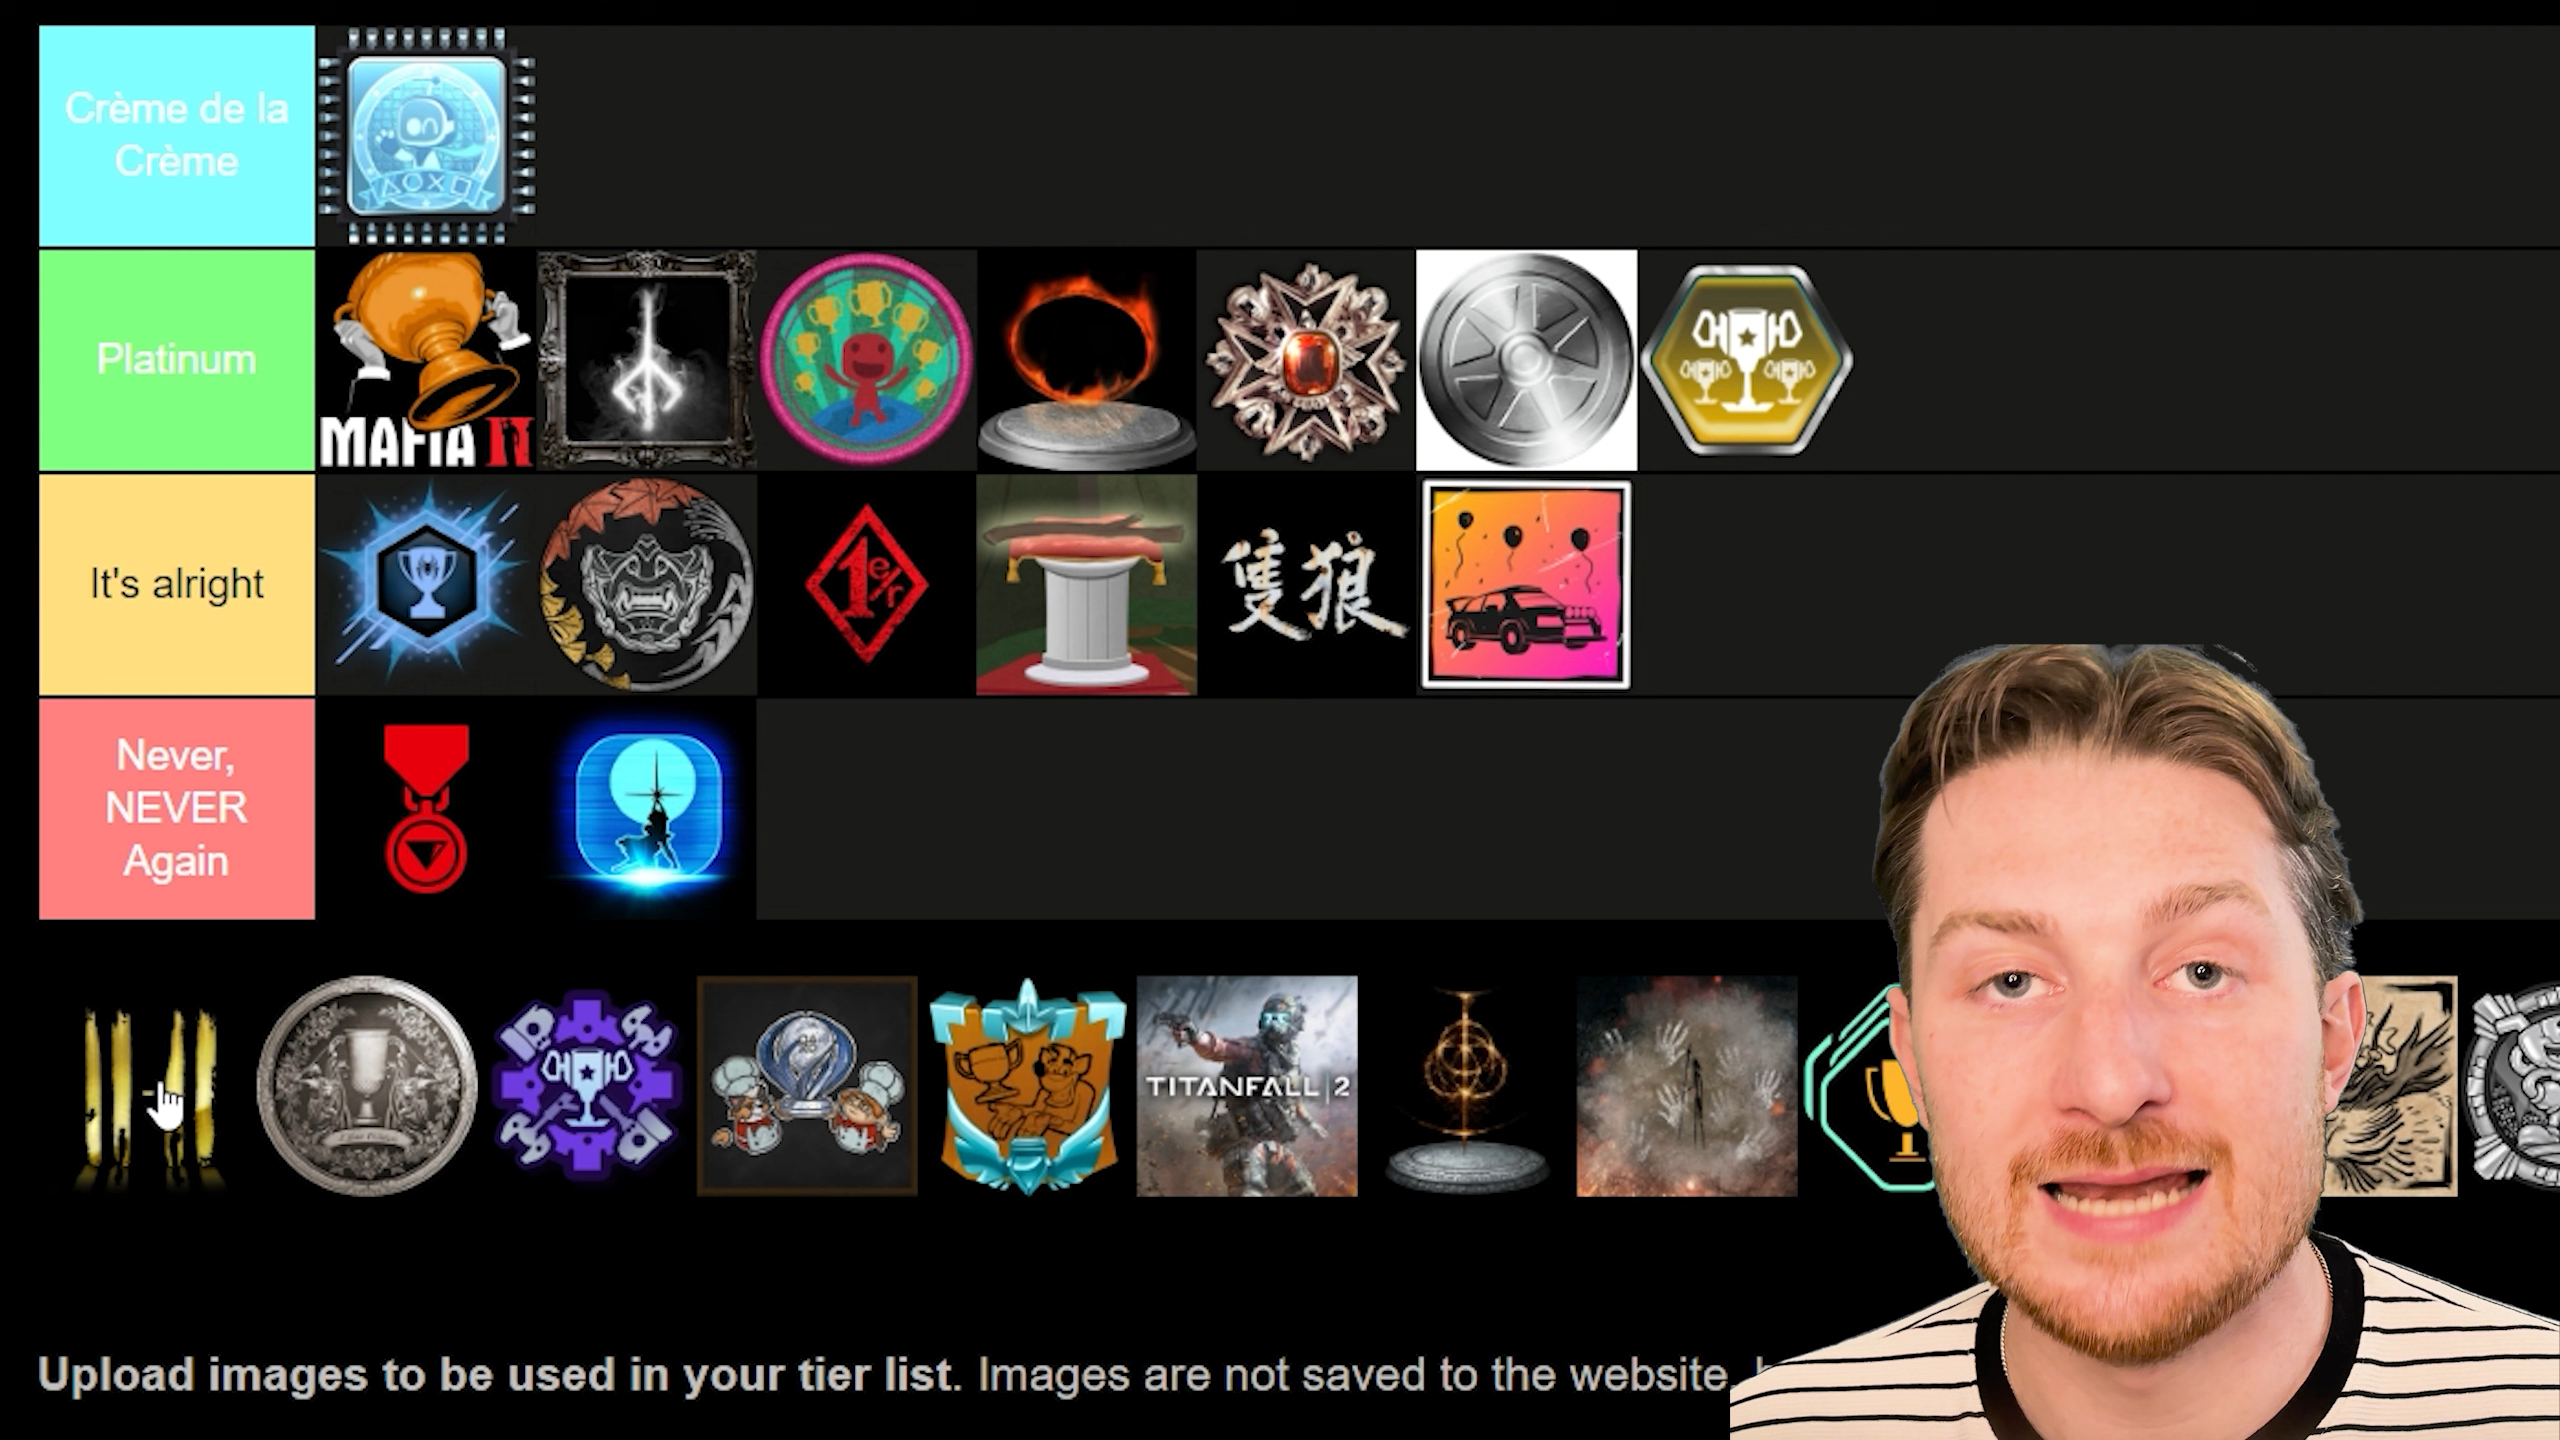 Crème de la
Crème
Platinum
MAFIA II
It's alright
1e/r
隻狼
Never,
NEVER
Again
TITANFALL 2
Upload images to be used in your tier list. Images are not saved to the website,